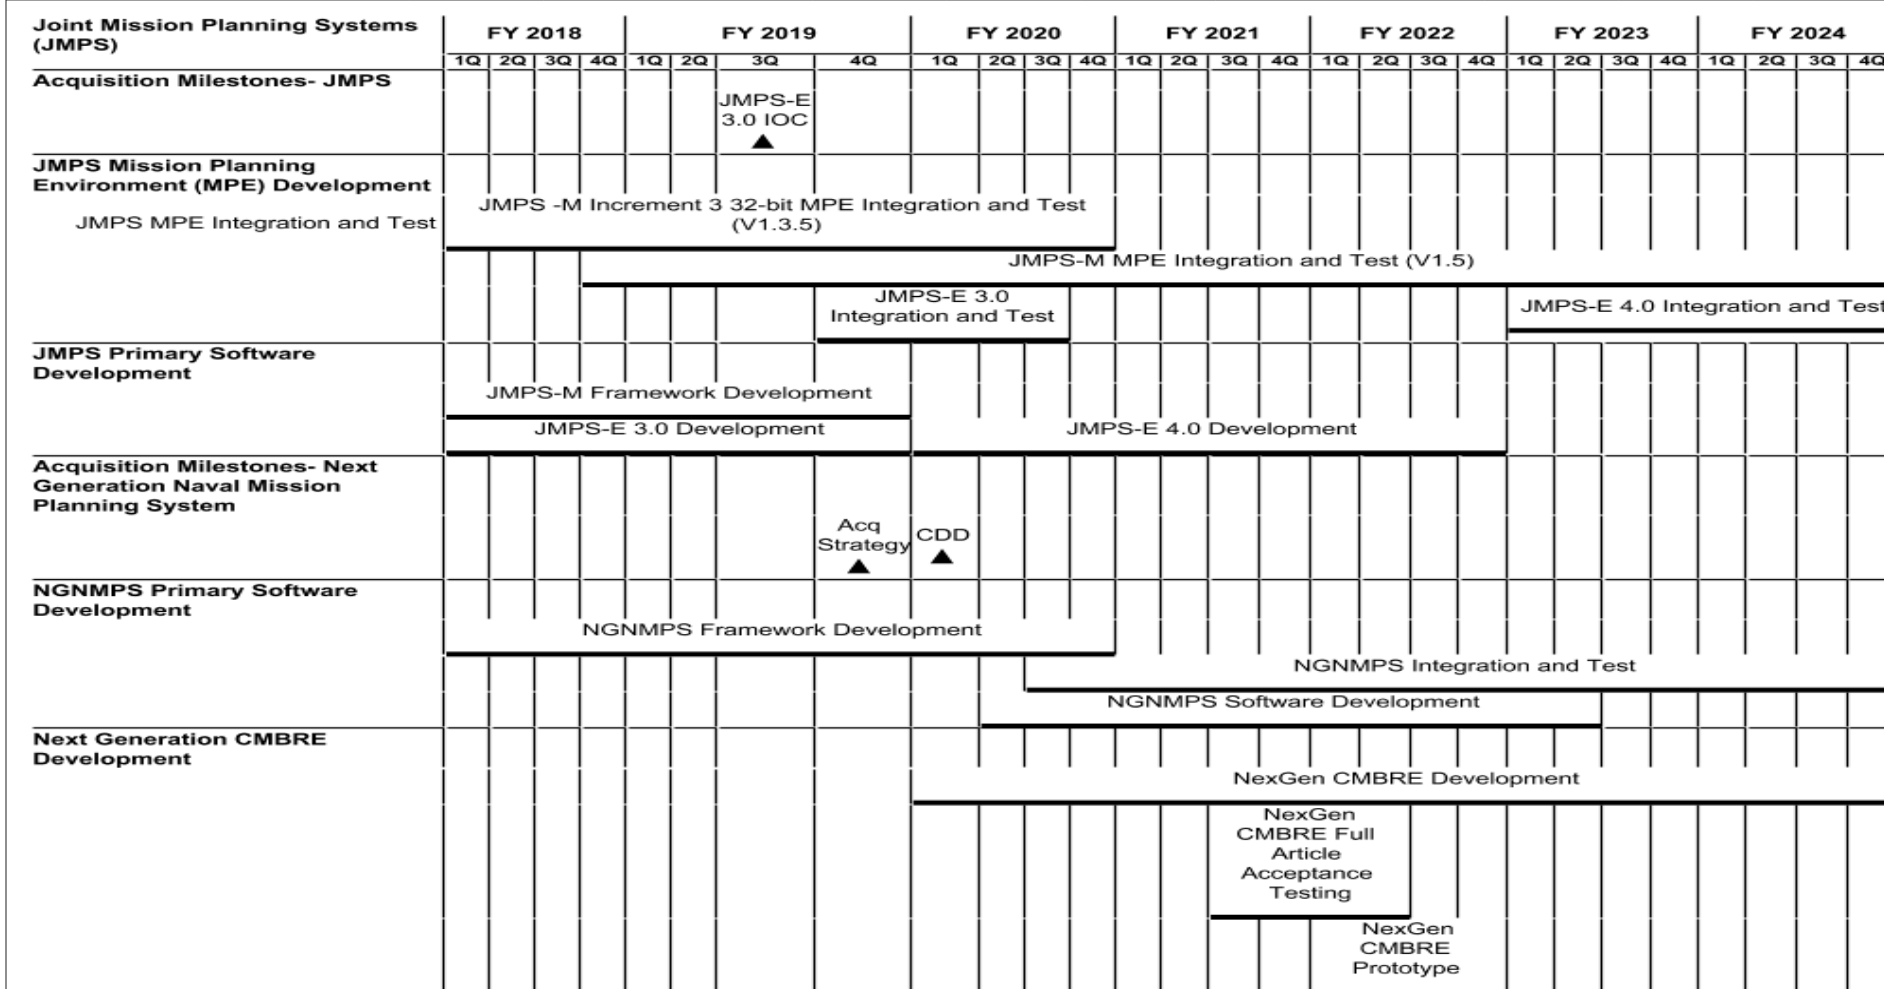 Joint Mission Planning Systems
(JMPS)
FY 2018 FY 2019 FY 2020 FY 2021 FY 2022 FY 2023 FY 2024
1Q 2Q 3Q 4Q 1Q 2Q 3Q 4Q 1Q 2Q 3Q 4Q 1Q 2Q 3Q 4Q 1Q 2Q 3Q 4Q 1Q 2Q 3Q 4Q 1Q 2Q 3Q 4Q
Acquisition Milestones- JMPS
JMPS-E
3.0 IOC
JMPS Mission Planning
Environment (MPE) Development
JMPS MPE Integration and Test
JMPS -M Increment 3 32-bit MPE Integration and Test
(V1.3.5)
JMPS-M MPE Integration and Test (V1.5)
JMPS-E 3.0
Integration and Test
JMPS-E 4.0 Integration and Test
JMPS Primary Software
Development
JMPS-M Framework Development
JMPS-E 3.0 Development
JMPS-E 4.0 Development
Acquisition Milestones- Next
Generation Naval Mission
Planning System
Acq
Strategy
CDD
NGNMPS Primary Software
Development
NGNMPS Framework Development
NGNMPS Integration and Test
NGNMPS Software Development
Next Generation CMBRE
Development
NexGen CMBRE Development
NexGen
CMBRE Full
Article
Acceptance
Testing
NexGen
CMBRE
Prototype